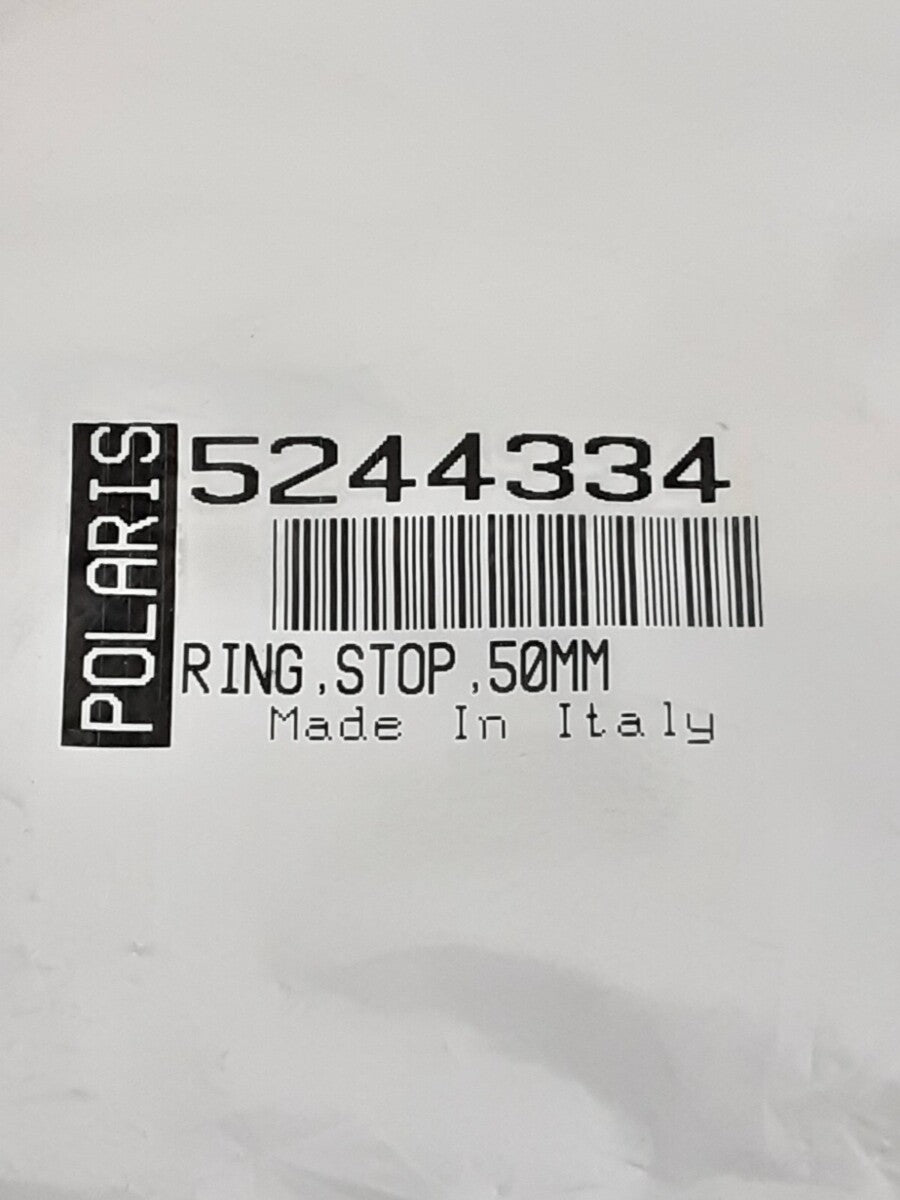 POLARIS
5244334
RING,STOP,50MM
Made In Italy